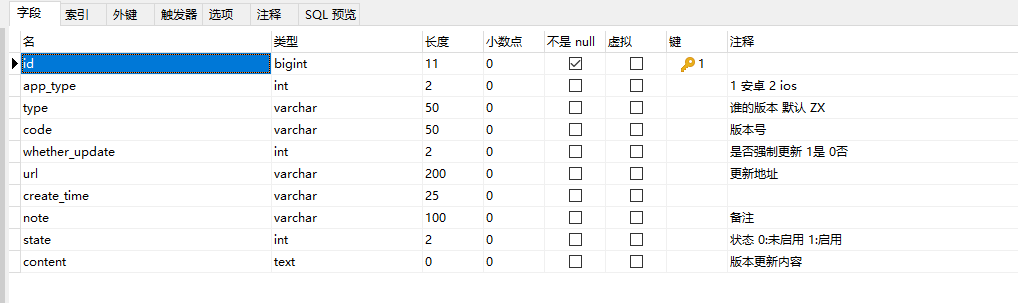 字段 索引 外键 触发器 选项 注释 SQL 预览
名 类型 长度 小数点 不是 null 虚拟 键 注释
id bigint 11 0 1
app_type int 2 0 1 安卓 2 ios
type varchar 50 0 谁的版本 默认 ZX
code varchar 50 0 版本号
whether_update int 2 0 是否强制更新 1是 0否
url varchar 200 0 更新地址
create_time varchar 25 0
note varchar 100 0 备注
state int 2 0 状态 0:未启用 1:启用
content text 0 0 版本更新内容